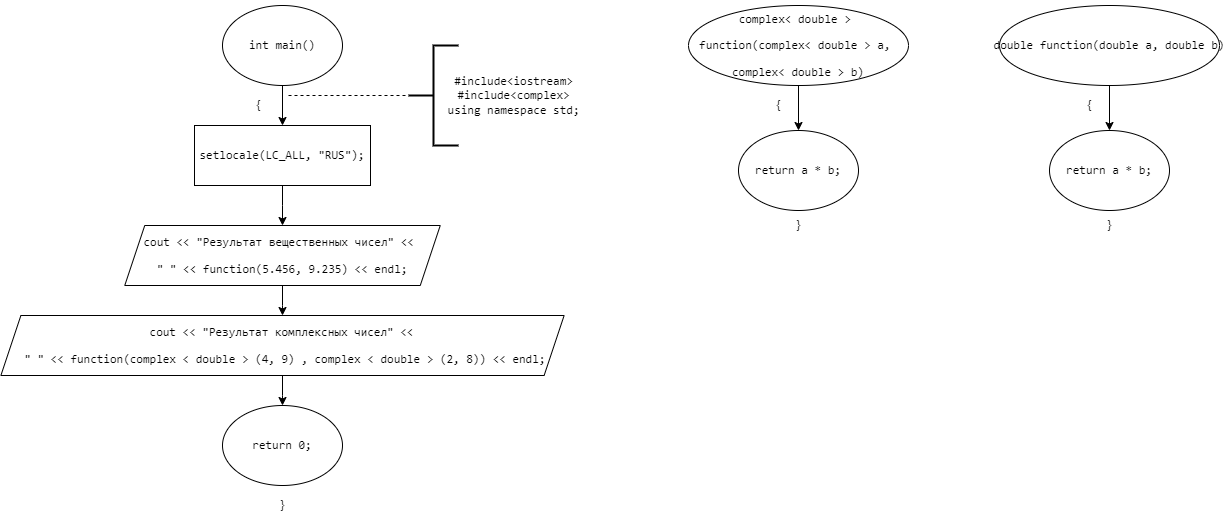 int main()
{
#include<iostream>
#include<complex>
using namespace std;
setlocale(LC_ALL, "RUS");
cout << "Результат вещественных чисел" <<
" " << function(5.456, 9.235) << endl;
cout << "Результат комплексных чисел" <<
" " << function(complex < double > (4, 9) , complex < double > (2, 8)) << endl;
return 0;
}
complex< double >
function(complex< double > a,
complex< double > b)
{
return a * b;
}
double function(double a, double b)
{
return a * b;
}